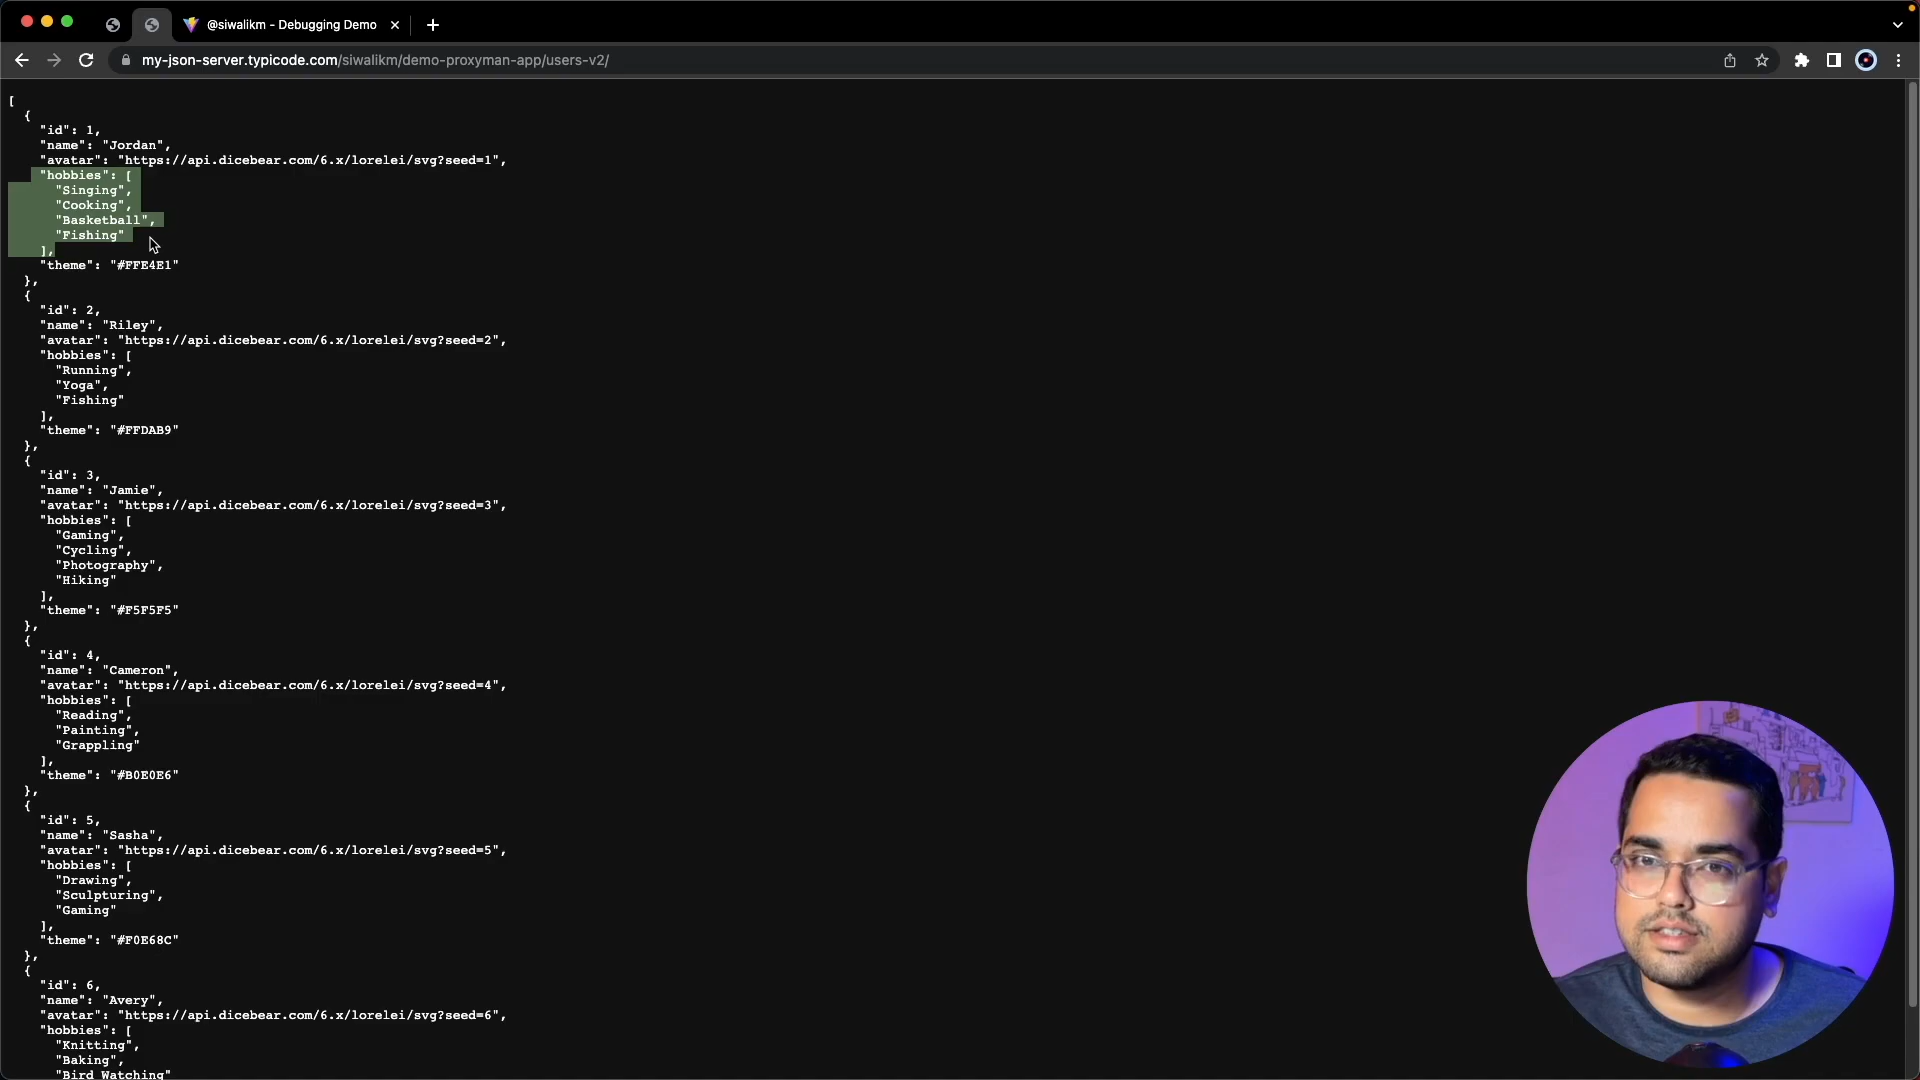 @siwalikm - Debugging Demo
my-json-server.typicode.com/siwalikm/demo-proxyman-app/users-v2/
[
{
"id": 1,
"name": "Jordan",
"avatar": "https://api.dicebear.com/6.x/lorelei/svg?seed=1",
"hobbies": [
"Singing",
"Cooking",
"Basketball",
"Fishing"
],
"theme": "#FFE4E1"
},
{
"id": 2,
"name": "Riley",
"avatar": "https://api.dicebear.com/6.x/lorelei/svg?seed=2",
"hobbies": [
"Running",
"Yoga",
"Fishing"
],
"theme": "#FFDAB9"
},
{
"id": 3,
"name": "Jamie",
"avatar": "https://api.dicebear.com/6.x/lorelei/svg?seed=3",
"hobbies": [
"Gaming",
"Cycling",
"Photography",
"Hiking"
],
"theme": "#F5F5F5"
},
{
"id": 4,
"name": "Cameron",
"avatar": "https://api.dicebear.com/6.x/lorelei/svg?seed=4",
"hobbies": [
"Reading",
"Painting",
"Grappling"
],
"theme": "#B0E0E6"
},
{
"id": 5,
"name": "Sasha",
"avatar": "https://api.dicebear.com/6.x/lorelei/svg?seed=5",
"hobbies": [
"Drawing",
"Sculpturing",
"Gaming"
],
"theme": "#F0E68C"
},
{
"id": 6,
"name": "Avery",
"avatar": "https://api.dicebear.com/6.x/lorelei/svg?seed=6",
"hobbies": [
"Knitting",
"Baking",
"Bird Watching"